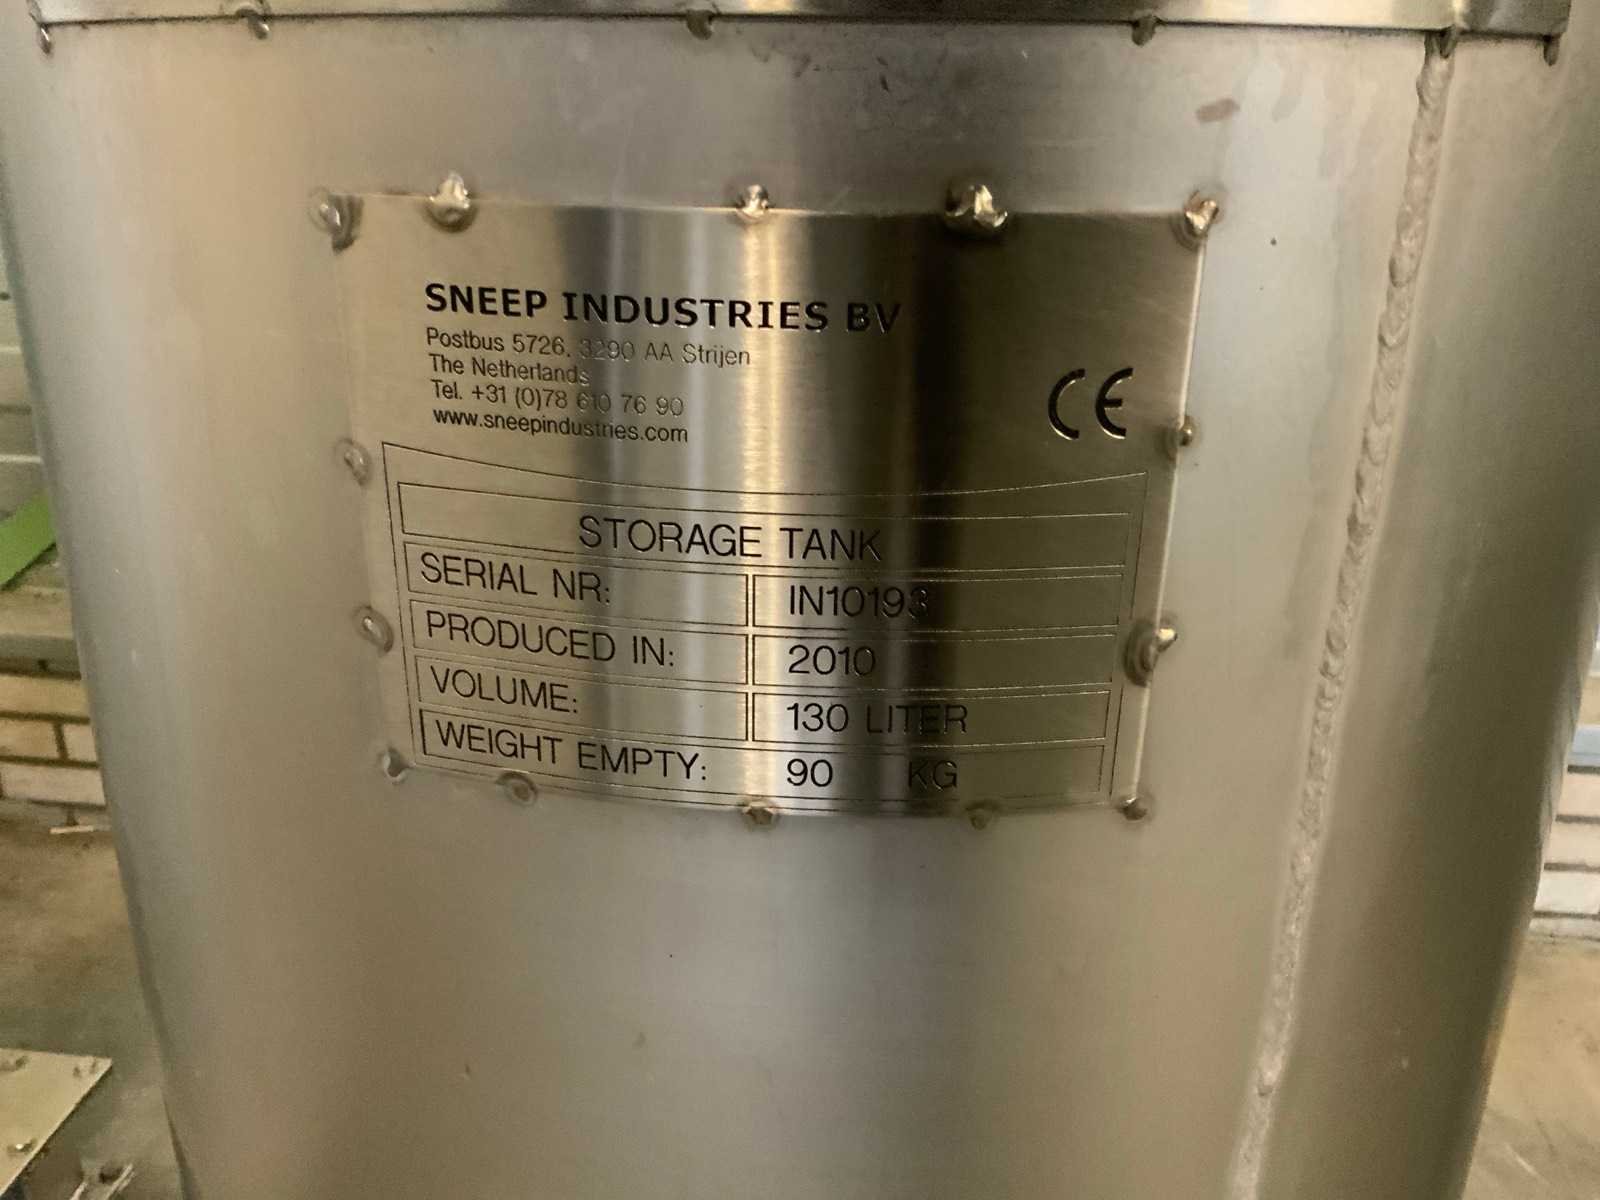 SNEEP INDUSTRIES BV
Postbus 5726, 3290 AA Strijen
The Netherlands
Tel. +31 (0)78 610 76 90
www.sneepindustries.com
CE
STORAGE TANK
SERIAL NR: IN10193
PRODUCED IN: 2010
VOLUME: 130 LITER
WEIGHT EMPTY: 90 KG